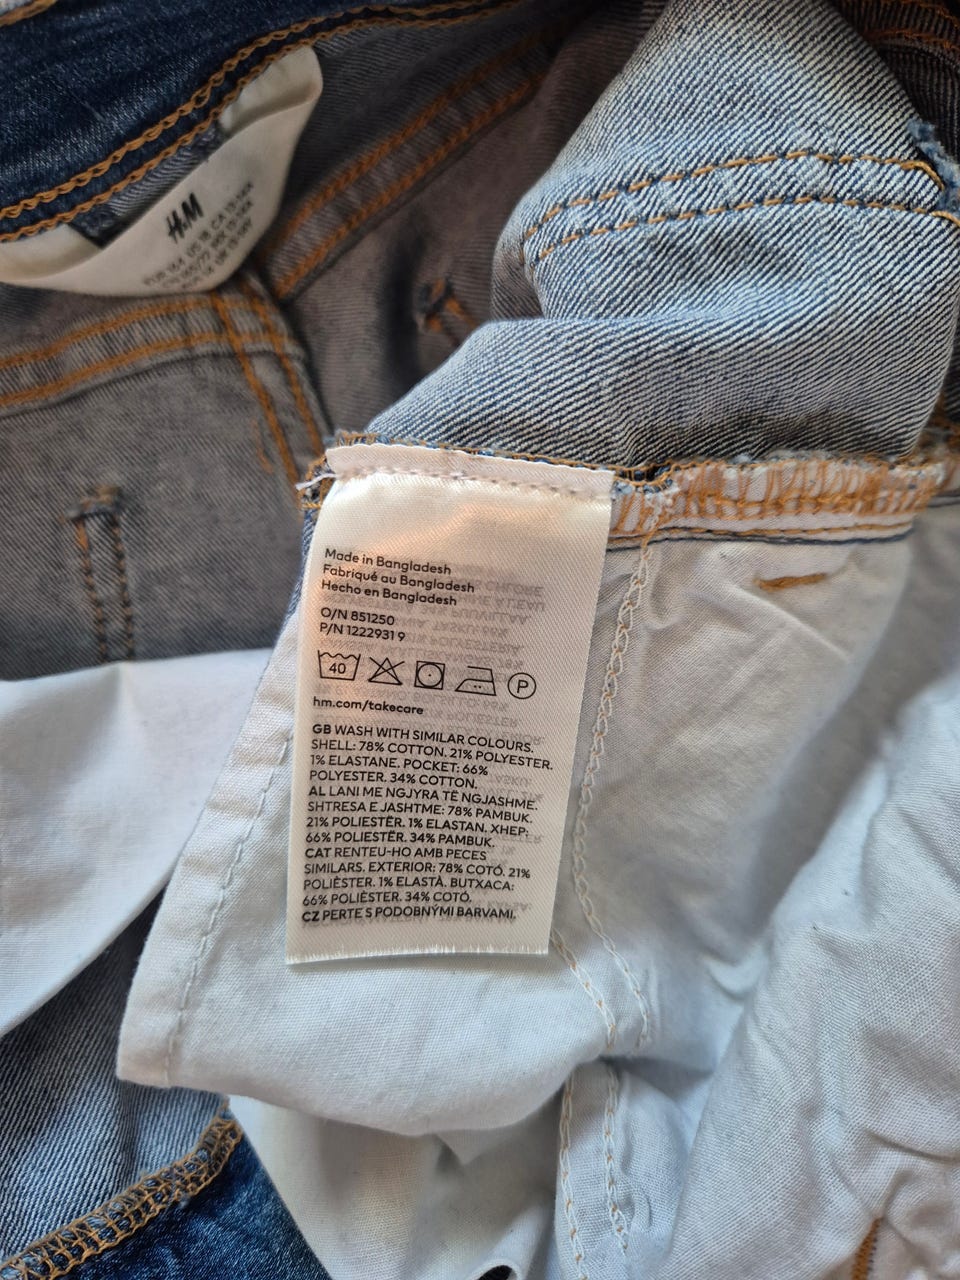 H&M
Made in Bangladesh
Fabriqué au Bangladesh
Hecho en Bangladesh
O/N 851250
P/N 1222931 9
40
P
hm.com/takecare
GB WASH WITH SIMILAR COLOURS.
SHELL: 78% COTTON. 21% POLYESTER.
1% ELASTANE. POCKET: 66%
POLYESTER. 34% COTTON.
AL LANI ME NGJYRA TË NGJASHME.
SHTRESA E JASHTME: 78% PAMBUK.
21% POLIESTËR. 1% ELASTAN. XHEP:
66% POLIESTËR. 34% PAMBUK.
CAT RENTEU-HO AMB PECES
SIMILARS. EXTERIOR: 78% COTÓ. 21%
POLIÈSTER. 1% ELASTÀ. BUTXACA:
66% POLIÈSTER. 34% COTÓ.
CZ PERTE S PODOBNÝMI BARVAMI.